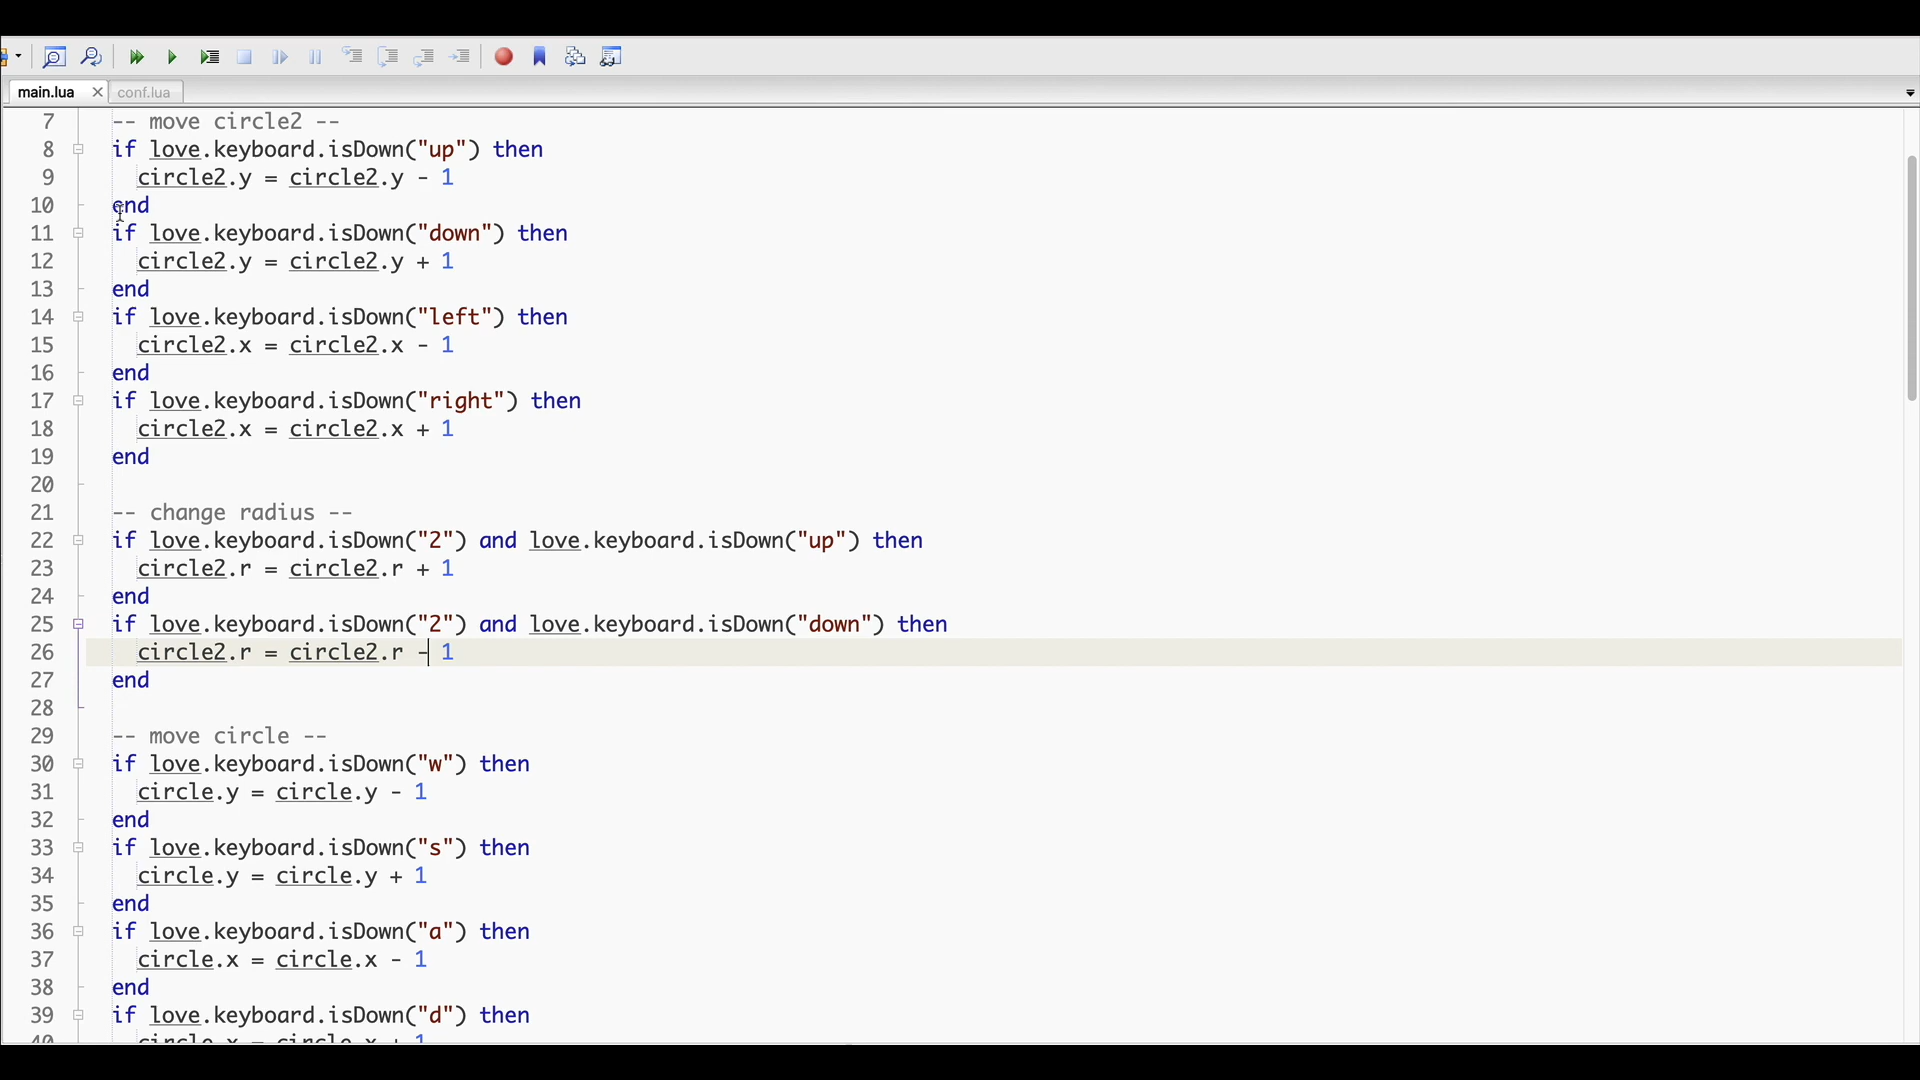 main.lua conf.lua
7 -- move circle2 --
8 if love.keyboard.isDown("up") then
9 circle2.y = circle2.y - 1
10 end
11 if love.keyboard.isDown("down") then
12 circle2.y = circle2.y + 1
13 end
14 if love.keyboard.isDown("left") then
15 circle2.x = circle2.x - 1
16 end
17 if love.keyboard.isDown("right") then
18 circle2.x = circle2.x + 1
19 end
20
21 -- change radius --
22 if love.keyboard.isDown("2") and love.keyboard.isDown("up") then
23 circle2.r = circle2.r + 1
24 end
25 if love.keyboard.isDown("2") and love.keyboard.isDown("down") then
26 circle2.r = circle2.r - 1
27 end
28
29 -- move circle --
30 if love.keyboard.isDown("w") then
31 circle.y = circle.y - 1
32 end
33 if love.keyboard.isDown("s") then
34 circle.y = circle.y + 1
35 end
36 if love.keyboard.isDown("a") then
37 circle.x = circle.x - 1
38 end
39 if love.keyboard.isDown("d") then
40 circle.x = circle.x + 1